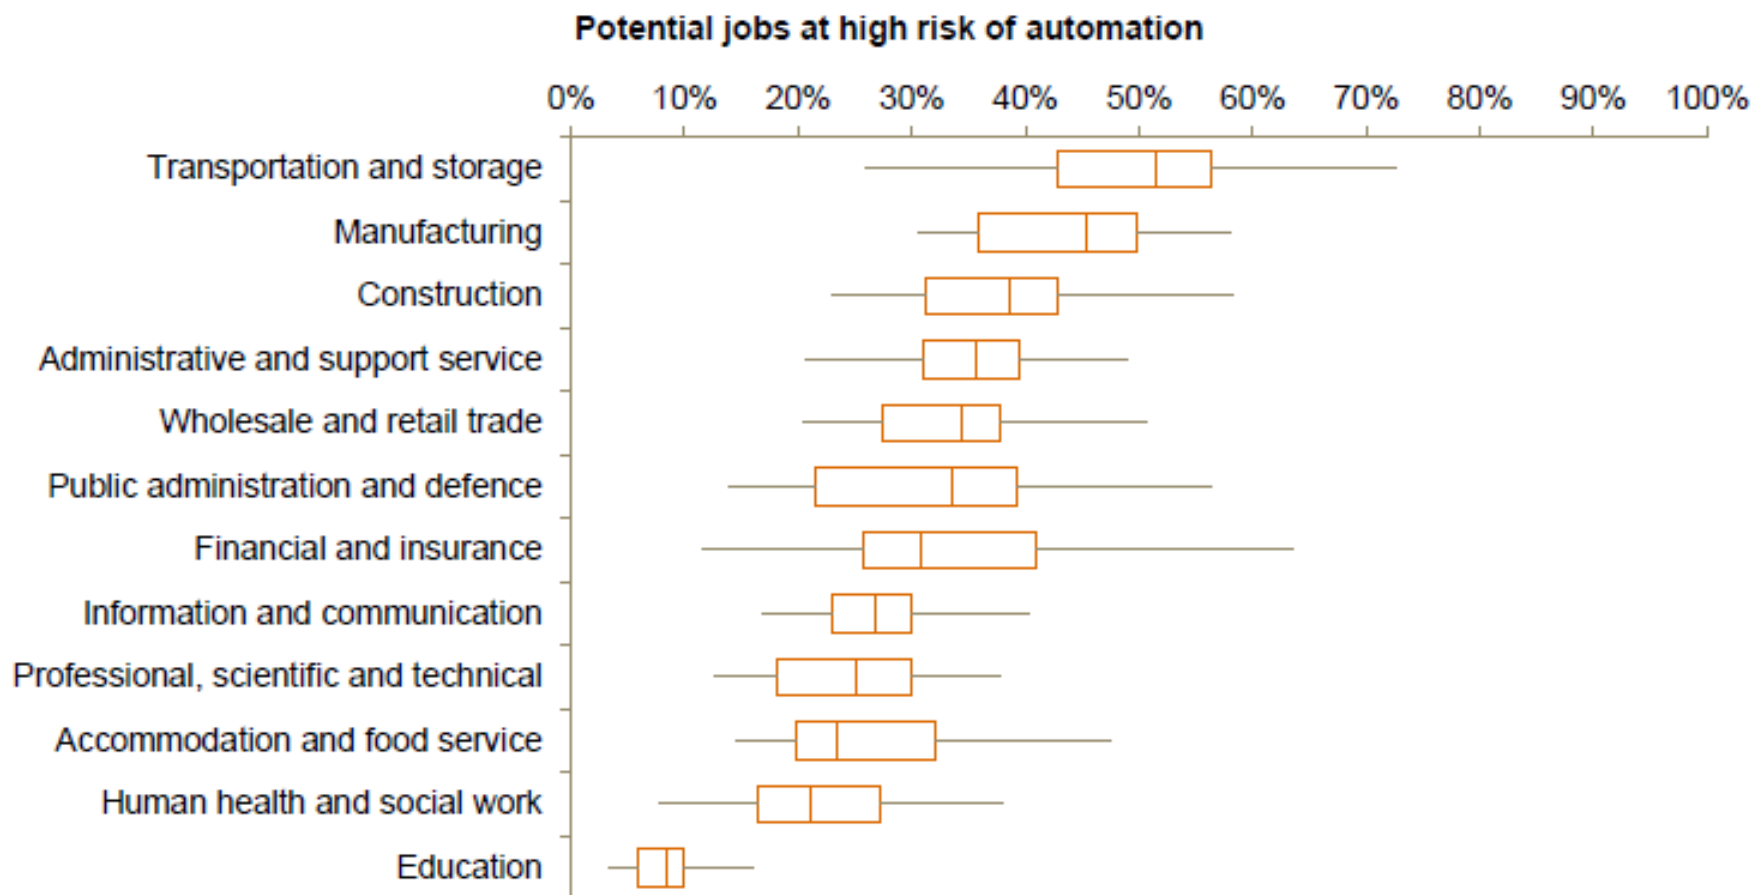 Potential jobs at high risk of automation
0% 10% 20% 30% 40% 50% 60% 70% 80% 90% 100%
Transportation and storage
Manufacturing
Construction
Administrative and support service
Wholesale and retail trade
Public administration and defence
Financial and insurance
Information and communication
Professional, scientific and technical
Accommodation and food service
Human health and social work
Education